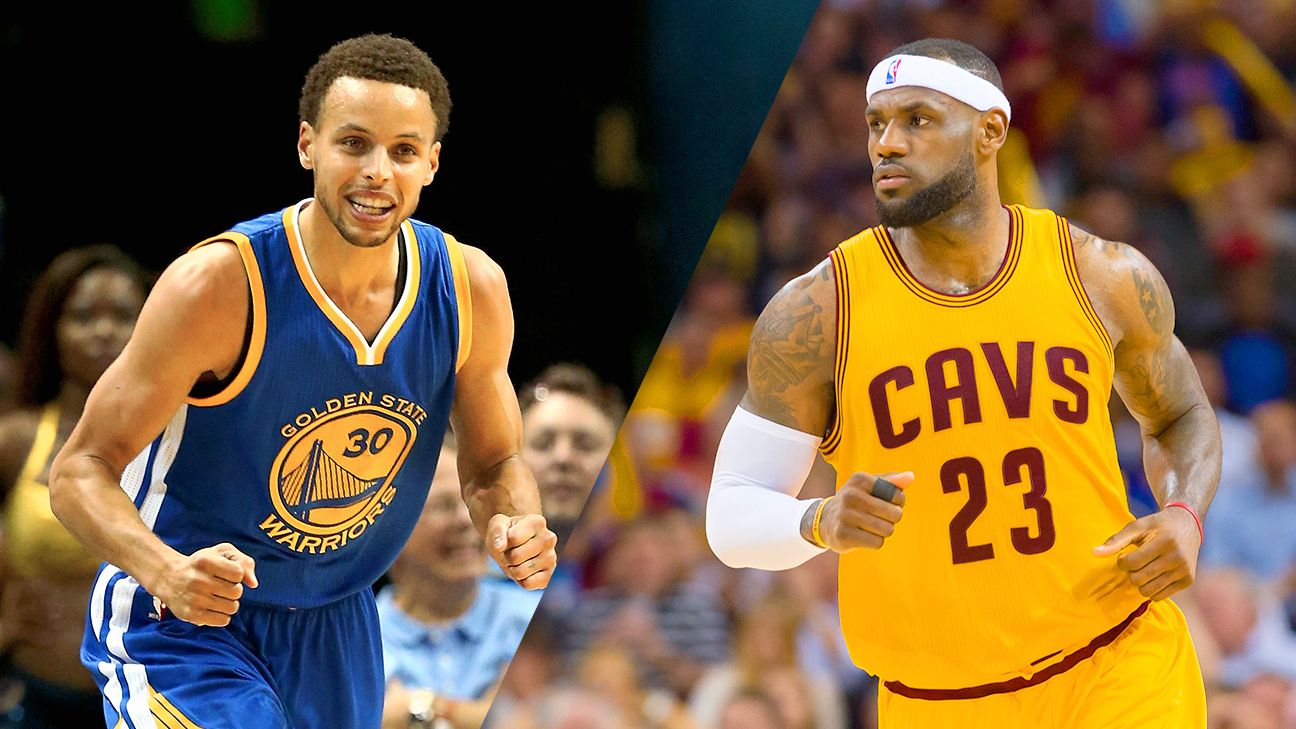 GOLDEN STATE
30
WARRIORS
CAVS
23